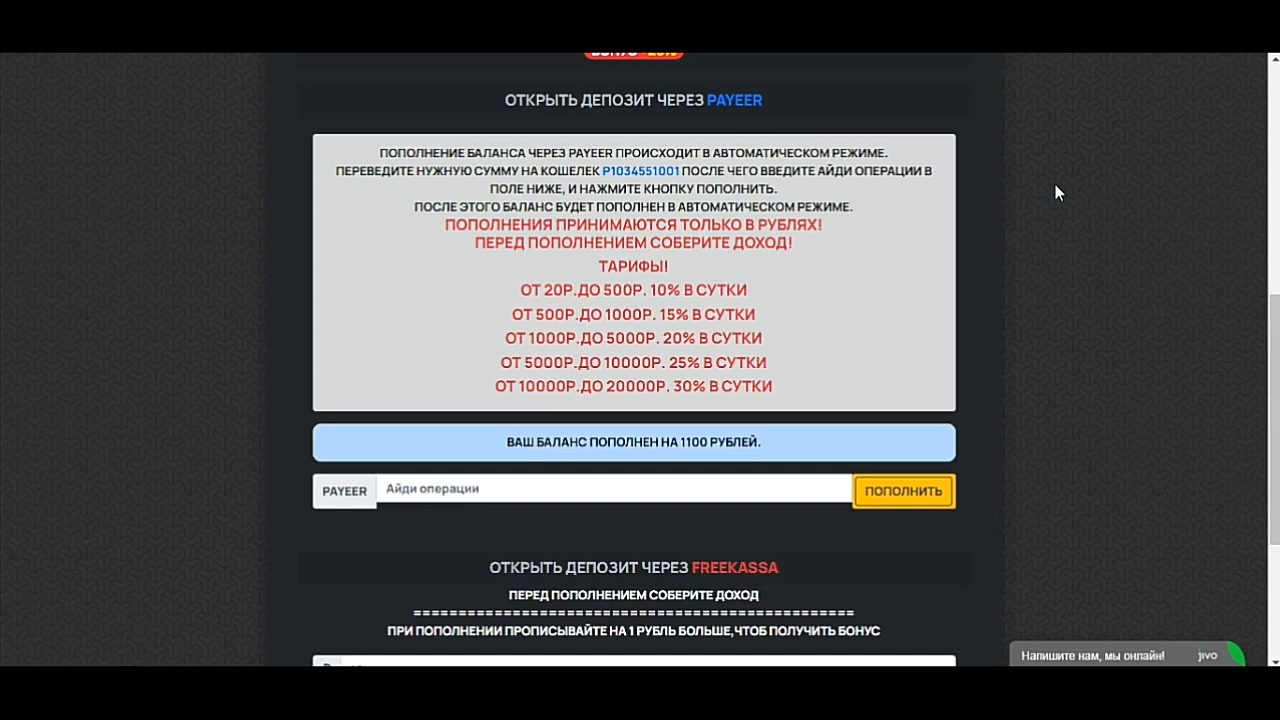 ОТКРЫТЬ ДЕПОЗИТ ЧЕРЕЗ PAYEER
ПОПОЛНЕНИЕ БАЛАНСА ЧЕРЕЗ PAYEER ПРОИСХОДИТ В АВТОМАТИЧЕСКОМ РЕЖИМЕ.
ПЕРЕВЕДИТЕ НУЖНУЮ СУММУ НА КОШЕЛЕК P1034551001 ПОСЛЕ ЧЕГО ВВЕДИТЕ АЙДИ ОПЕРАЦИИ В
ПОЛЕ НИЖЕ, И НАЖМИТЕ КНОПКУ ПОПОЛНИТЬ.
ПОСЛЕ ЭТОГО БАЛАНС БУДЕТ ПОПОЛНЕН В АВТОМАТИЧЕСКОМ РЕЖИМЕ.
ПОПОЛНЕНИЯ ПРИНИМАЮТСЯ ТОЛЬКО В РУБЛЯХ!
ПЕРЕД ПОПОЛНЕНИЕМ СОБЕРИТЕ ДОХОД!
ТАРИФЫ!
ОТ 20Р.ДО 500Р. 10% В СУТКИ
ОТ 500Р.ДО 1000Р. 15% В СУТКИ
ОТ 1000Р.ДО 5000Р. 20% В СУТКИ
ОТ 5000Р.ДО 10000Р. 25% В СУТКИ
ОТ 10000Р.ДО 20000Р. 30% В СУТКИ
ВАШ БАЛАНС ПОПОЛНЕН НА 1100 РУБЛЕЙ.
PAYEER Айди операции ПОПОЛНИТЬ
ОТКРЫТЬ ДЕПОЗИТ ЧЕРЕЗ FREEKASSA
ПЕРЕД ПОПОЛНЕНИЕМ СОБЕРИТЕ ДОХОД
=================================================
ПРИ ПОПОЛНЕНИИ ПРОПИСЫВАЙТЕ НА 1 РУБЛЬ БОЛЬШЕ,ЧТОБ ПОЛУЧИТЬ БОНУС
Напишите нам, мы онлайн! jivo